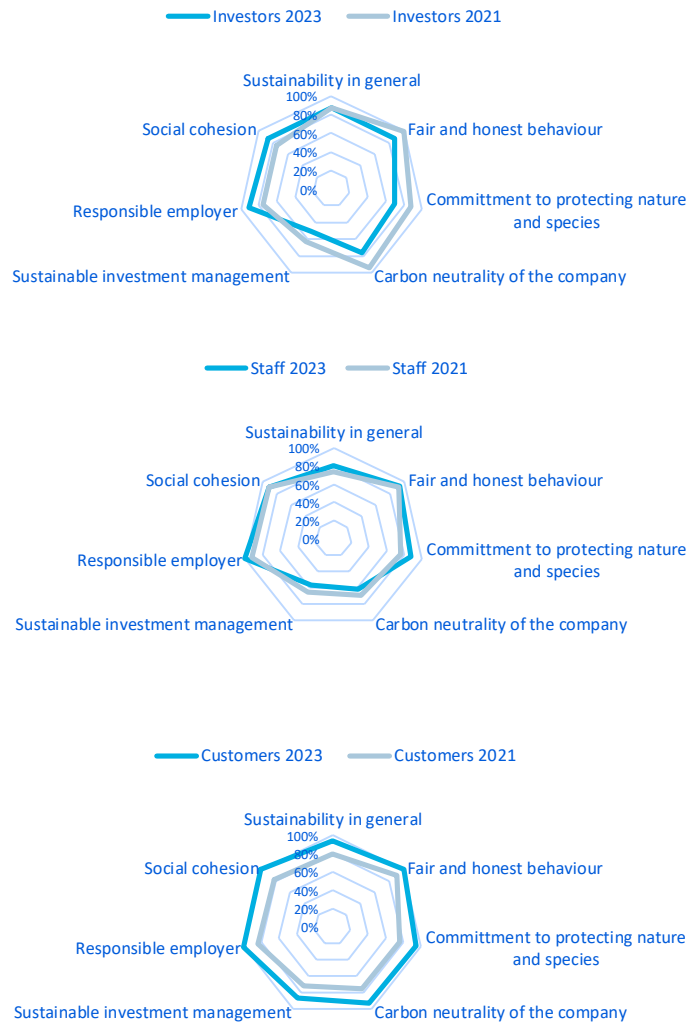 Investors 2023 Investors 2021
Sustainability in general
100%
80%
60%
40%
20%
0%
Social cohesion
Fair and honest behaviour
Responsible employer
Committment to protecting nature
and species
Sustainable investment management
Carbon neutrality of the company
Staff 2023 Staff 2021
Sustainability in general
100%
80%
60%
40%
20%
0%
Social cohesion
Fair and honest behaviour
Responsible employer
Committment to protecting nature
and species
Sustainable investment management
Carbon neutrality of the company
Customers 2023 Customers 2021
Sustainability in general
100%
80%
60%
40%
20%
0%
Social cohesion
Fair and honest behaviour
Responsible employer
Committment to protecting nature
and species
Sustainable investment management
Carbon neutrality of the company